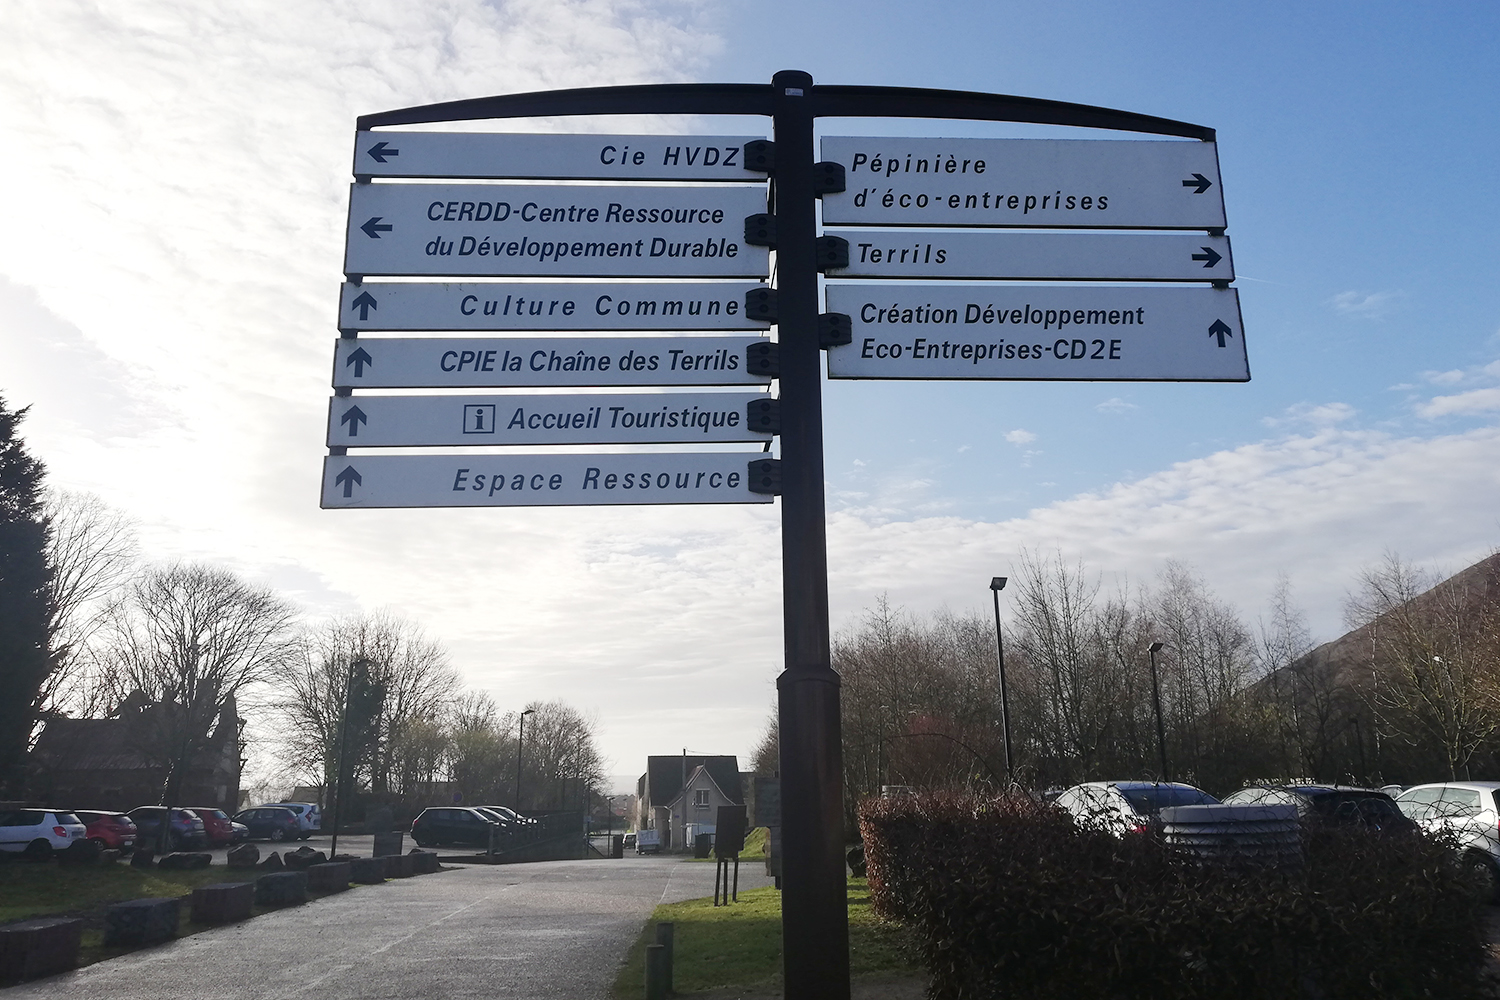 Cie HVDZ
CERDD-Centre Ressource
du Développement Durable
Culture Commune
CPIE la Chaîne des Terrils
i Accueil Touristique
Espace Ressource
Pépinière
d'éco-entreprises
Terrils
Création Développement
Eco-Entreprises-CD2E